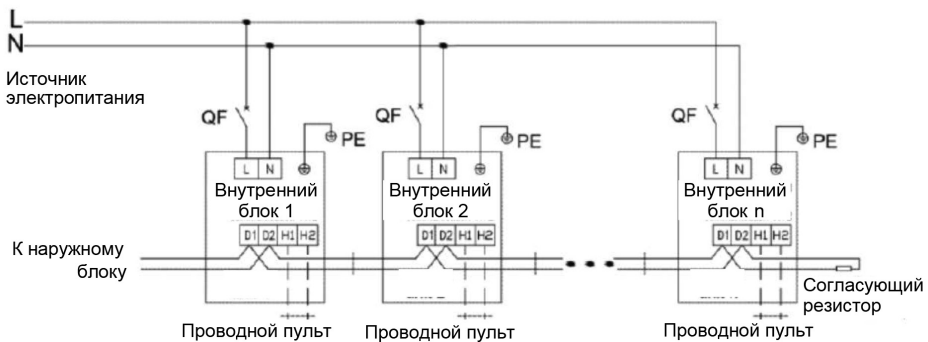 L
N
Источник
электропитания
QF
PE
QF
PE
QF
PE
L N
L N
L N
Внутренний
блок 1
Внутренний
блок 2
Внутренний
блок n
D1 D2 H1 H2
D1 D2 H1 H2
D1 D2 H1 H2
К наружному
блоку
Согласующий
резистор
Проводной пульт
Проводной пульт
Проводной пульт